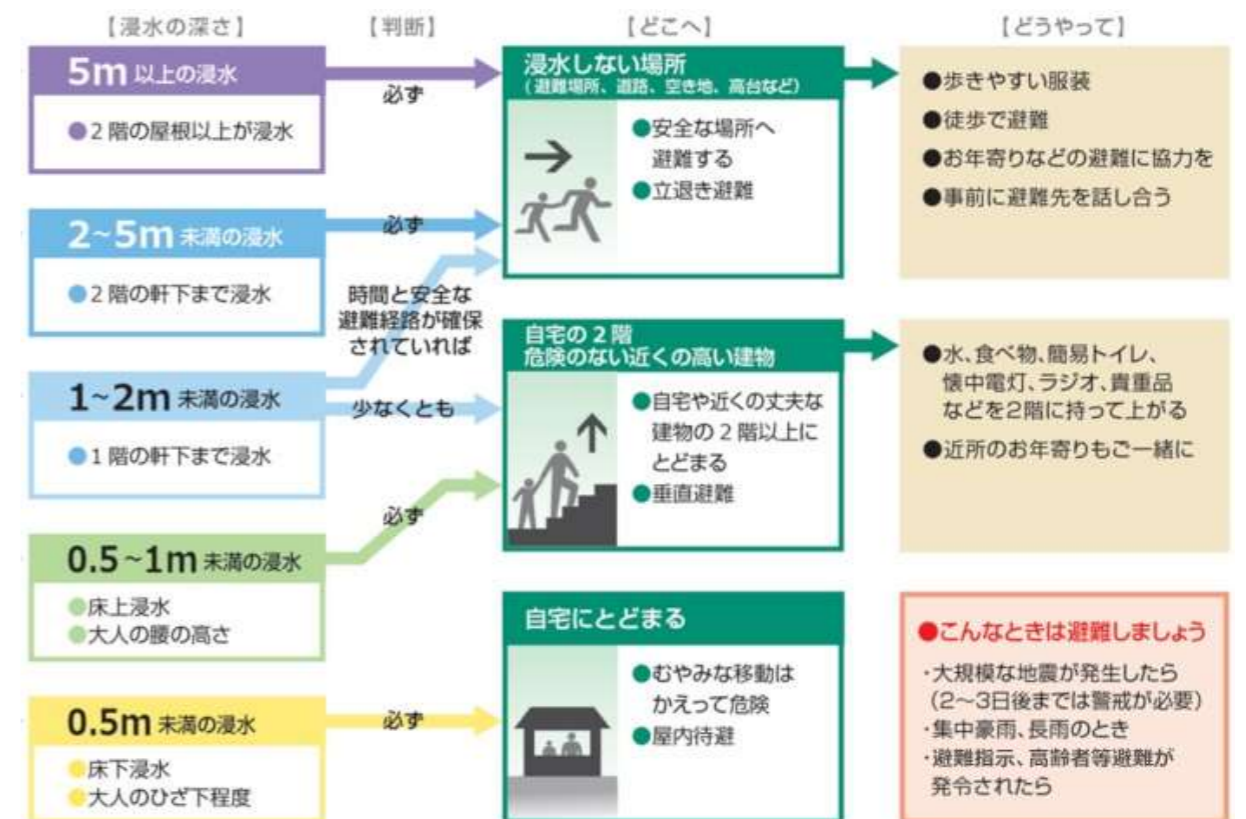 【浸水の深さ】
【判断】
【どこへ】
【どうやって】
5m 以上の浸水
●2階の屋根以上が浸水
必ず
浸水しない場所
(避難場所、道路、空き地、高台など)
●安全な場所へ
避難する
●立退き避難
●歩きやすい服装
●徒歩で避難
●お年寄りなどの避難に協力を
●事前に避難先を話し合う
2~5m 未満の浸水
●2階の軒下まで浸水
必ず
時間と安全な
避難経路が確保
されていれば
1~2m 未満の浸水
●1階の軒下まで浸水
少なくとも
自宅の2階
危険のない近くの高い建物
●自宅や近くの丈夫な
建物の2階以上に
とどまる
●垂直避難
●水、食べ物、簡易トイレ、
懐中電灯、ラジオ、貴重品
などを2階に持って上がる
●近所のお年寄りもご一緒に
0.5~1m 未満の浸水
●床上浸水
●大人の腰の高さ
必ず
0.5m 未満の浸水
●床下浸水
●大人のひざ下程度
必ず
自宅にとどまる
●むやみな移動は
かえって危険
●屋内待避
●こんなときは避難しましょう
・大規模な地震が発生したら
(2~3日後までは警戒が必要)
・集中豪雨、長雨のとき
・避難指示、高齢者等避難が
発令されたら